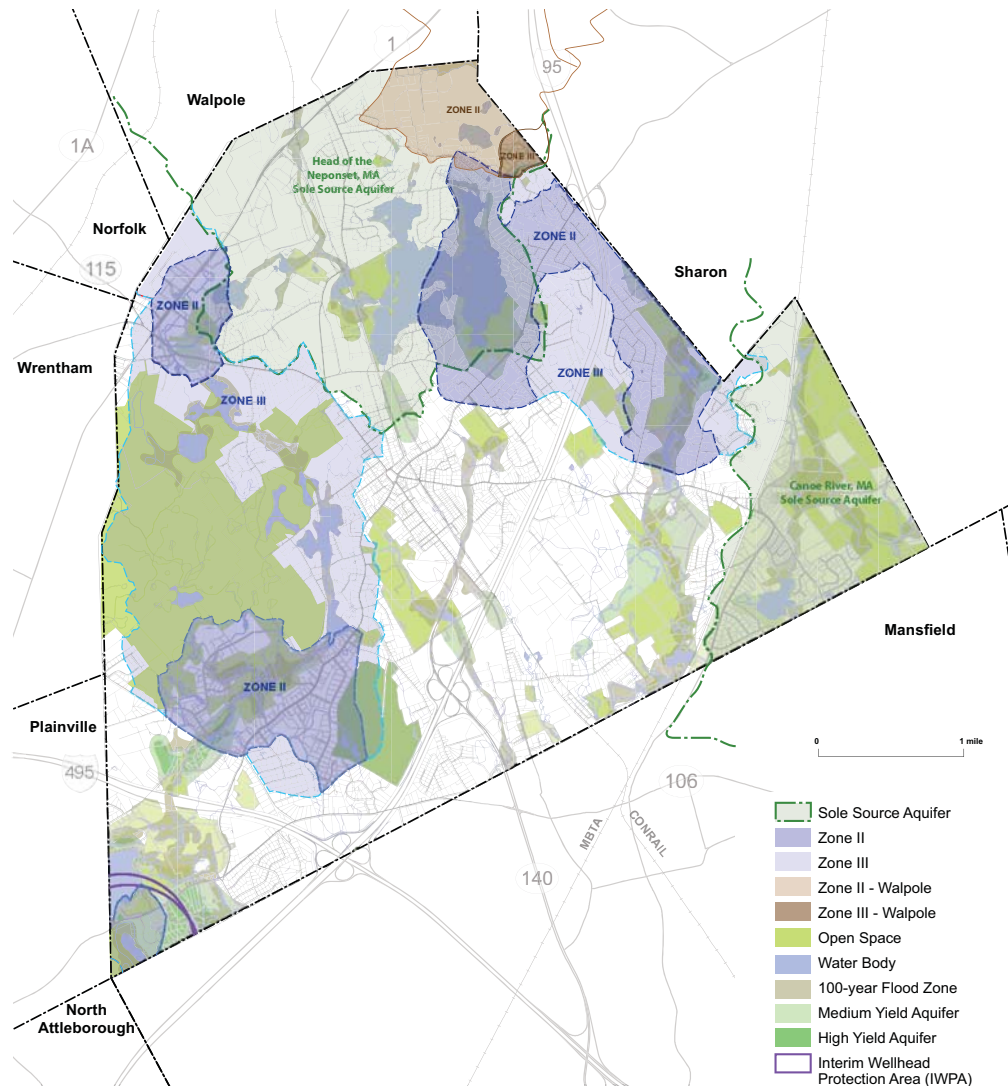 1
95
Walpole
ZONE II
1A
ZONE III
Head of the
Neponset, MA
Sole Source Aquifer
Norfolk
ZONE II
115
Sharon
ZONE II
Wrentham
ZONE III
ZONE III
Canoe River, MA
Sole Source Aquifer
Mansfield
ZONE II
Plainville
495
0
1 mile
106
MBTA
CONRAIL
140
Sole Source Aquifer
Zone II
Zone III
Zone II - Walpole
Zone III - Walpole
Open Space
Water Body
100-year Flood Zone
Medium Yield Aquifer
High Yield Aquifer
Interim Wellhead
Protection Area (IWPA)
North
Attleborough